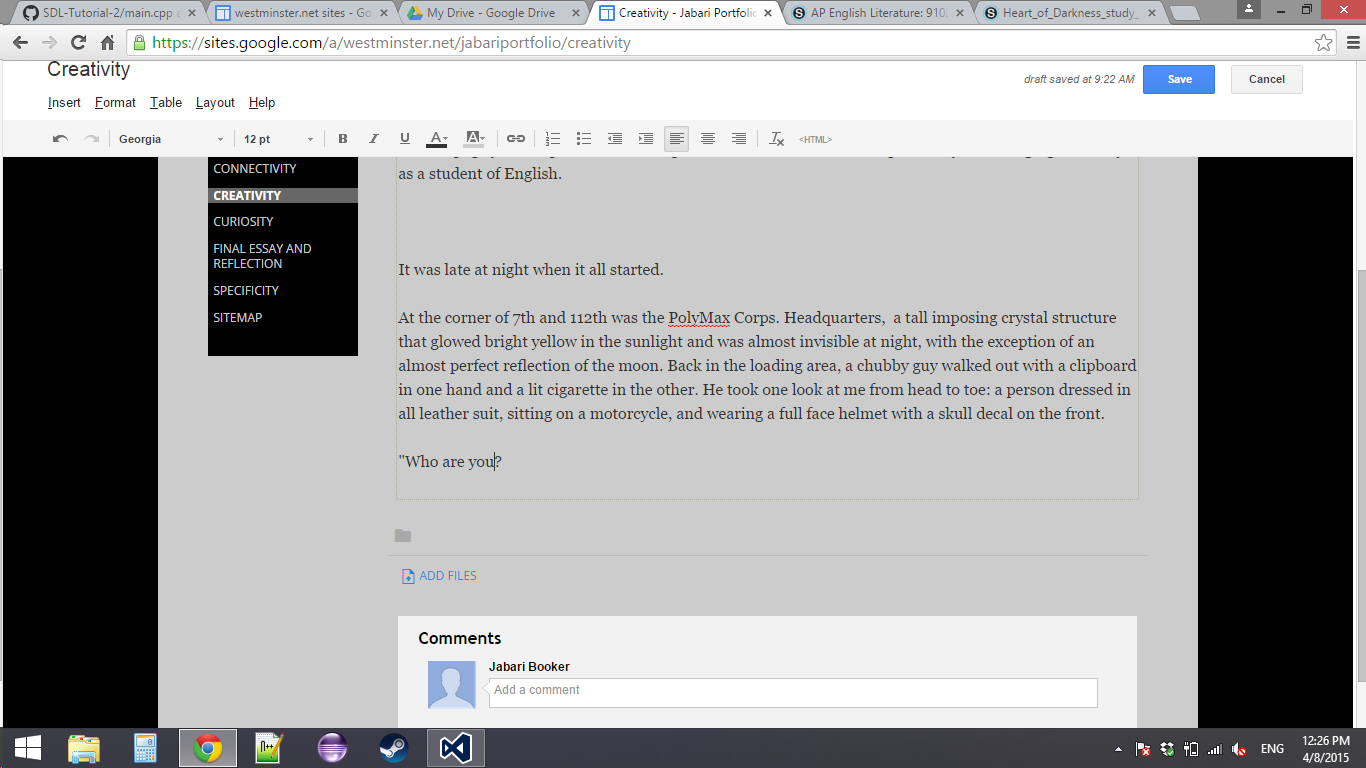 SDL-Tutorial-2/main.cpp
westminster.net sites - Go
My Drive - Google Drive
Creativity - Jabari Portfolio
AP English Literature: 910
Heart_of_Darkness_study_
https://sites.google.com/a/westminster.net/jabariportfolio/creativity
Creativity
draft saved at 9:22 AM
Save
Cancel
Insert Format Table Layout Help
Georgia 12 pt B I U A A <HTML>
CONNECTIVITY
CREATIVITY
CURIOSITY
FINAL ESSAY AND
REFLECTION
SPECIFICITY
SITEMAP
as a student of English.
It was late at night when it all started.
At the corner of 7th and 112th was the PolyMax Corps. Headquarters,  a tall imposing crystal structure
that glowed bright yellow in the sunlight and was almost invisible at night, with the exception of an
almost perfect reflection of the moon. Back in the loading area, a chubby guy walked out with a clipboard
in one hand and a lit cigarette in the other. He took one look at me from head to toe: a person dressed in
all leather suit, sitting on a motorcycle, and wearing a full face helmet with a skull decal on the front.
"Who are you?
ADD FILES
Comments
Jabari Booker
Add a comment
ENG
12:26 PM
4/8/2015